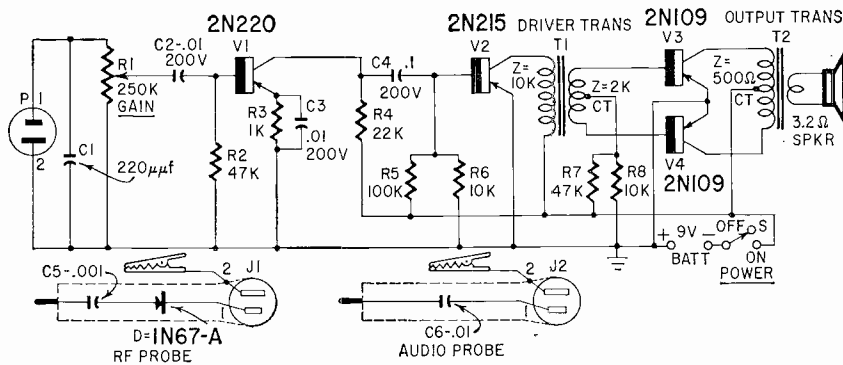 2N220
2N215
DRIVER TRANS
2N109
OUTPUT TRANS
C2-.01
200V
V1
C4 .1
200V
V2
T1
V3
T2
R1
250K
GAIN
P1
1
2
C1
220µµf
R2
47K
R3
1K
C3
.01
200V
R4
22K
R5
100K
R6
10K
Z=
10K
Z=2K
CT
R7
47K
R8
10K
V4
2N109
Z=
500Ω
CT
3.2Ω
SPKR
+ 9V –
BATT
OFF
S
ON
POWER
C5-.001
2
J1
1
D=1N67-A
RF PROBE
2
J2
1
C6-.01
AUDIO PROBE